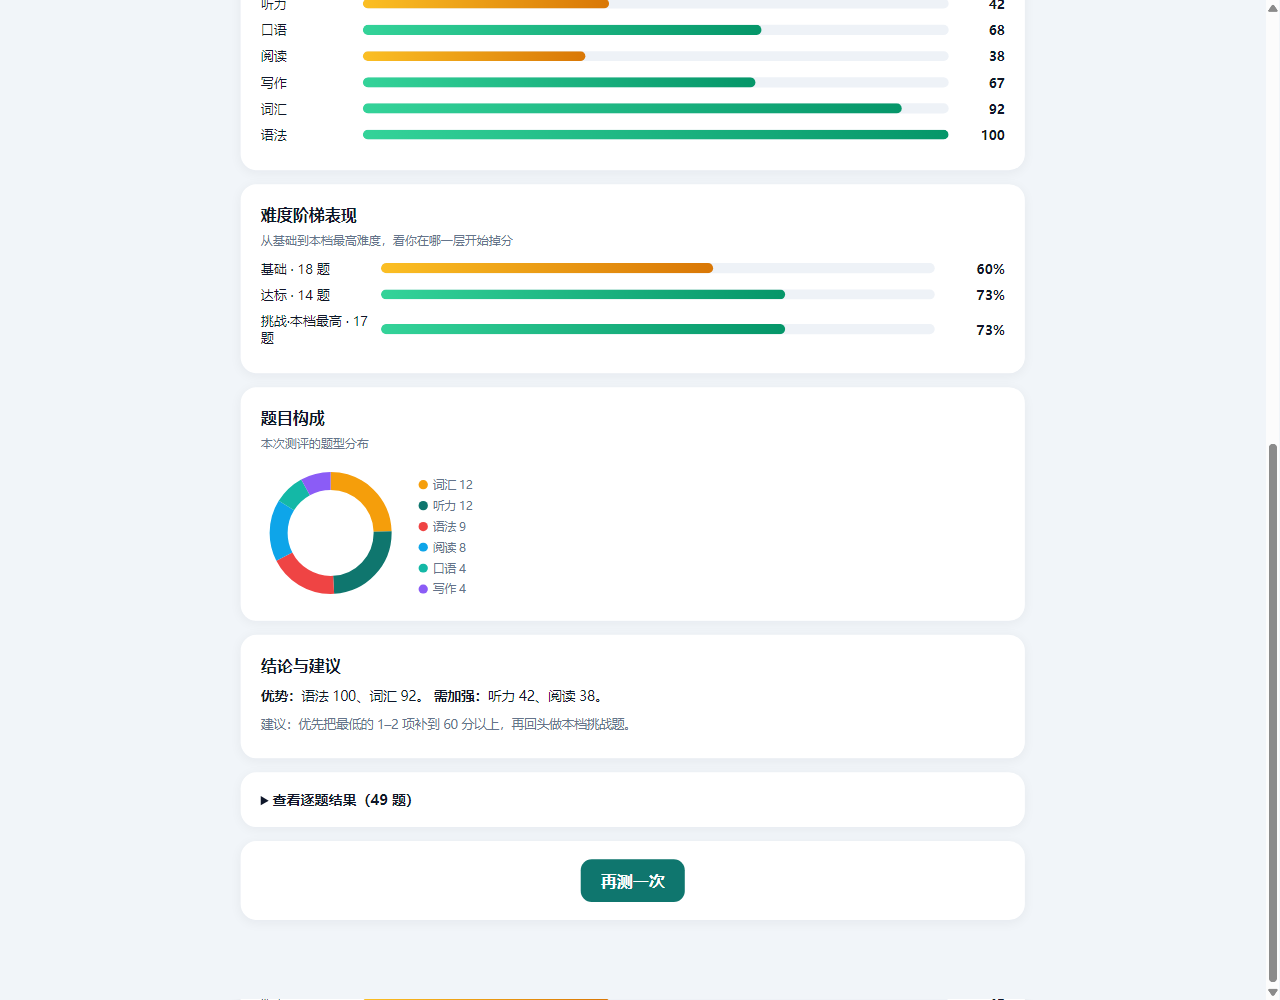 听力 42
口语 68
阅读 38
写作 67
词汇 92
语法 100
难度阶梯表现
从基础到本档最高难度，看你在哪一层开始掉分
基础 · 18 题 60%
达标 · 14 题 73%
挑战·本档最高 · 17
题 73%
题目构成
本次测评的题型分布
词汇 12
听力 12
语法 9
阅读 8
口语 4
写作 4
结论与建议
优势：语法 100、词汇 92。 需加强：听力 42、阅读 38。
建议：优先把最低的 1–2 项补到 60 分以上，再回头做本档挑战题。
▶ 查看逐题结果（49 题）
再测一次